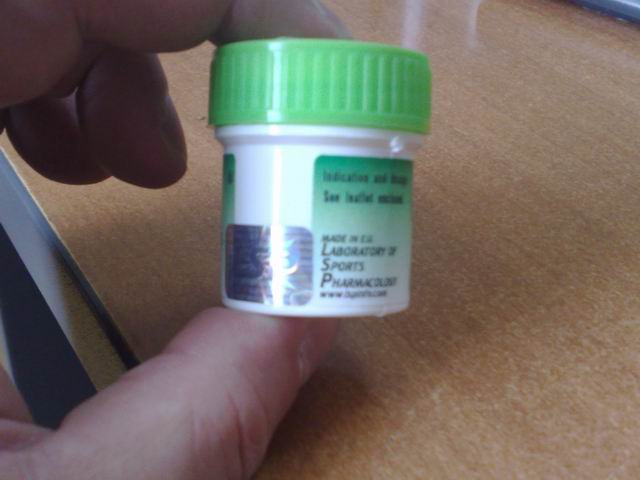 Indication and dosage
See leaflet enclosed
MADE IN E.U.
LABORATORY OF
SPORTS
PHARMACOLOGY